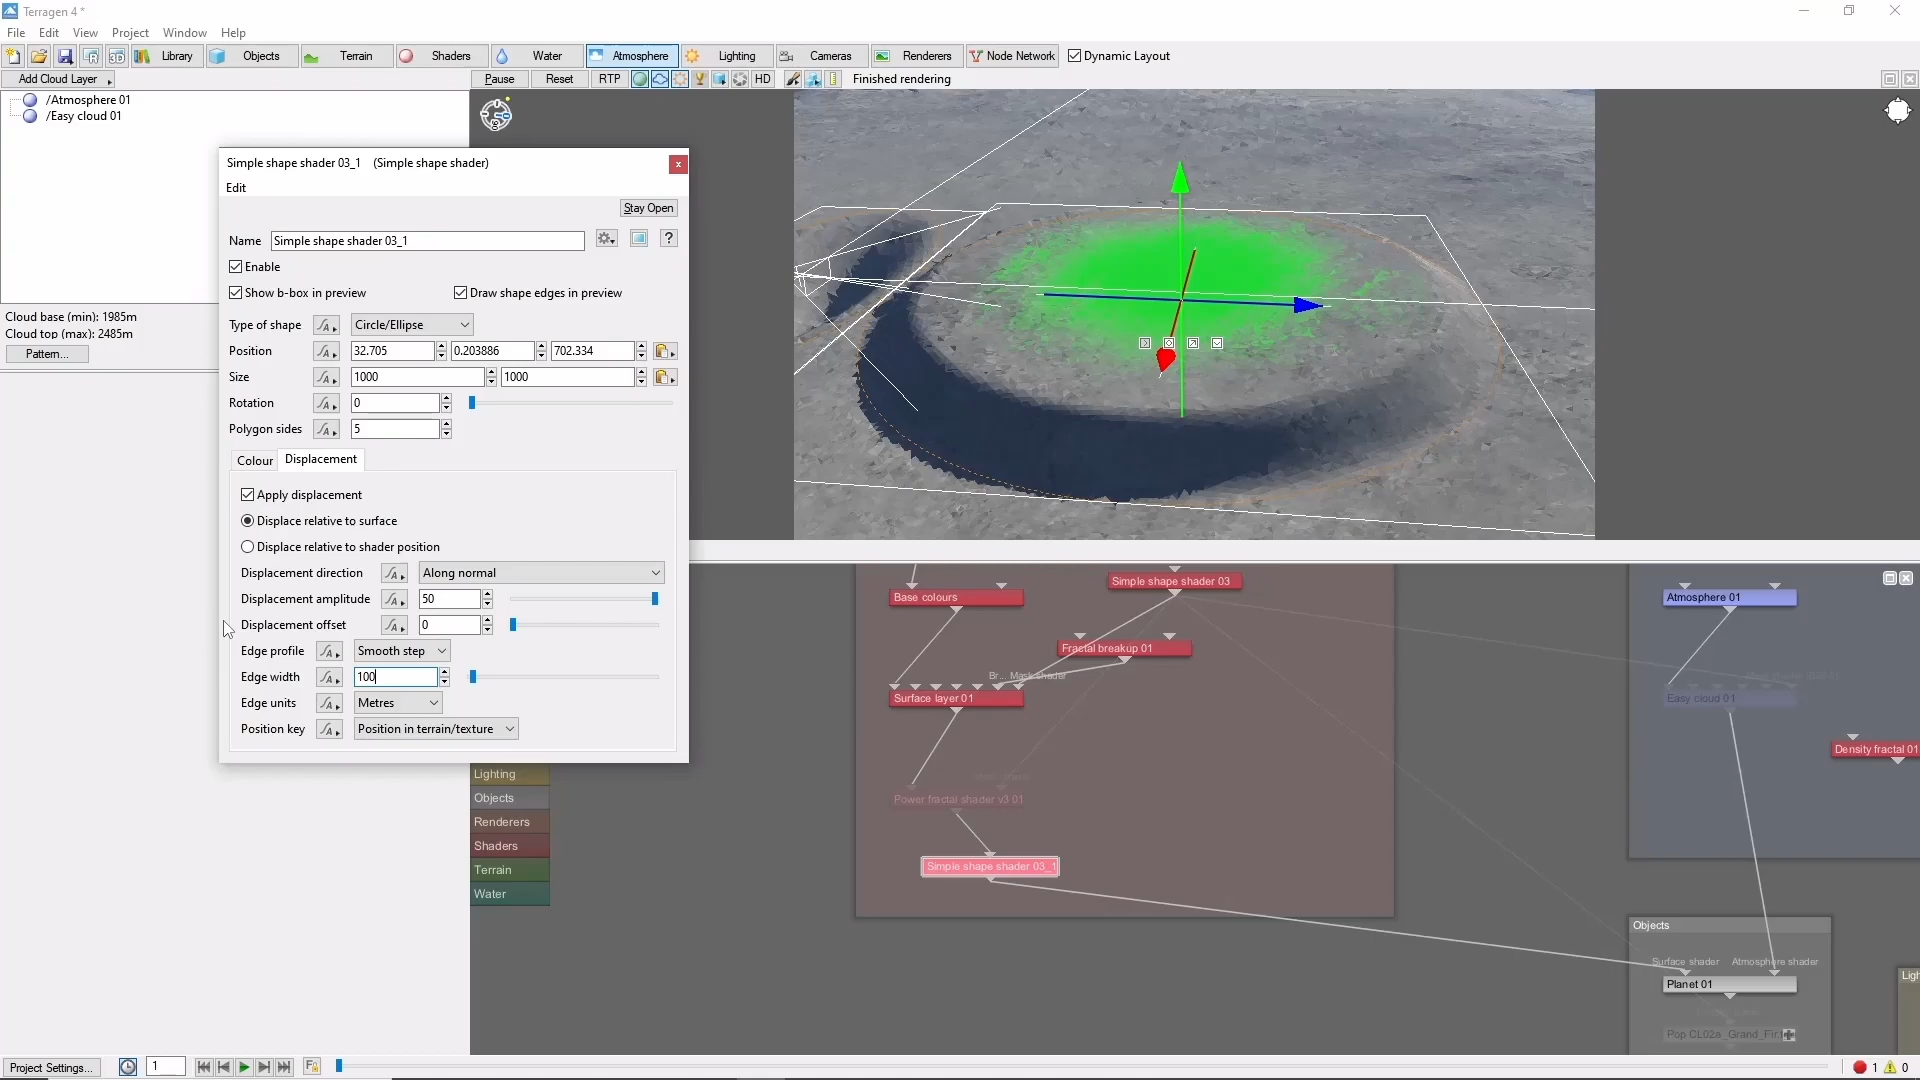 Terragen 4 *
File Edit View Project Window Help
Library Objects Terrain Shaders Water Atmosphere Lighting Cameras Renderers Node Network Dynamic Layout
Add Cloud Layer Pause Reset RTP HD Finished rendering
/Atmosphere 01
/Easy cloud 01
Cloud base (min): 1985m
Cloud top (max): 2485m
Pattern...
Simple shape shader 03_1 (Simple shape shader)
Edit
Stay Open
Name Simple shape shader 03_1 ?
Enable
Show b-box in preview Draw shape edges in preview
Type of shape Circle/Ellipse
Position 32.705 0.203886 702.334
Size 1000 1000
Rotation 0
Polygon sides 5
Colour Displacement
Apply displacement
Displace relative to surface
Displace relative to shader position
Displacement direction Along normal
Displacement amplitude 50
Displacement offset 0
Edge profile Smooth step
Edge width 100
Edge units Metres
Position key Position in terrain/texture
Simple shape shader 03
Base colours
Fractal breakup 01
Br... Mask shader
Surface layer 01
Power fractal shader v3 01
Simple shape shader 03_1
Atmosphere 01
Easy cloud 01
Density fractal 01
Lighting
Objects
Renderers
Shaders
Terrain
Water
Objects
Surface shader Atmosphere shader
Planet 01
Pop CL02a_Grand_Fir.t
Ligh
Project Settings... 1 1 0